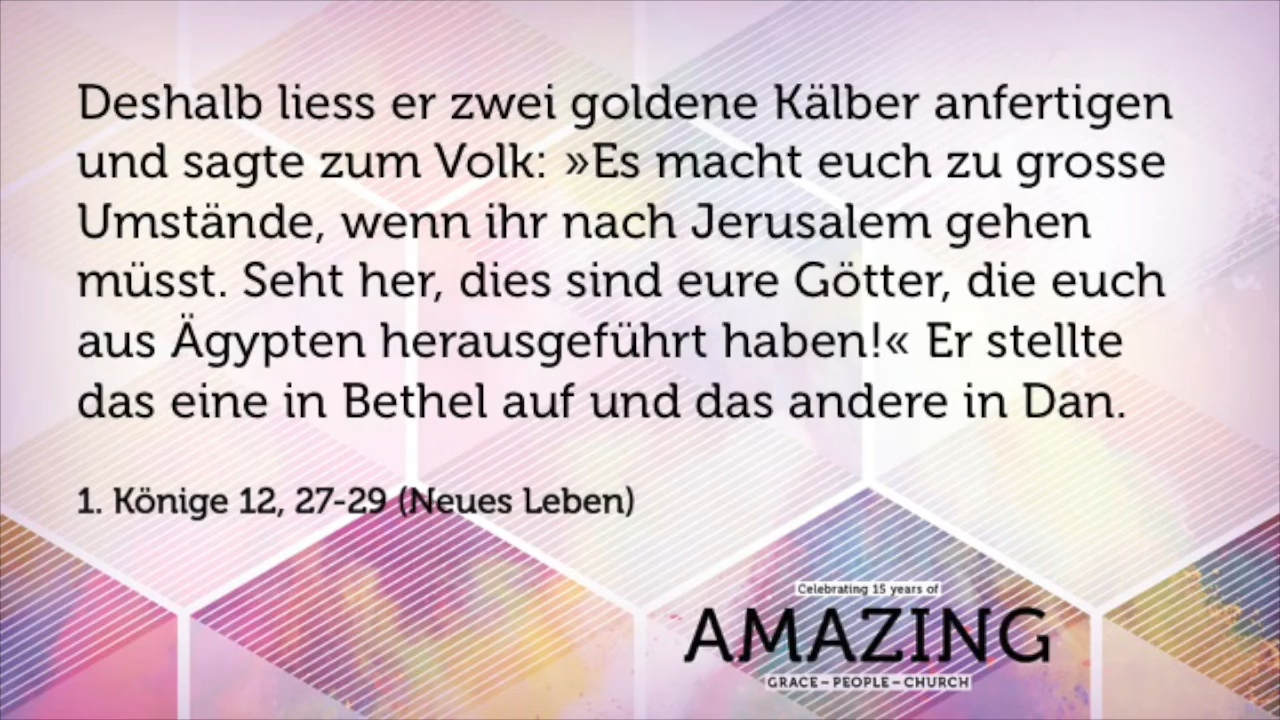 Deshalb liess er zwei goldene Kälber anfertigen
und sagte zum Volk: »Es macht euch zu grosse
Umstände, wenn ihr nach Jerusalem gehen
müsst. Seht her, dies sind eure Götter, die euch
aus Ägypten herausgeführt haben!« Er stellte
das eine in Bethel auf und das andere in Dan.
1. Könige 12, 27-29 (Neues Leben)
Celebrating 15 years of
AMAZING
GRACE – PEOPLE – CHURCH